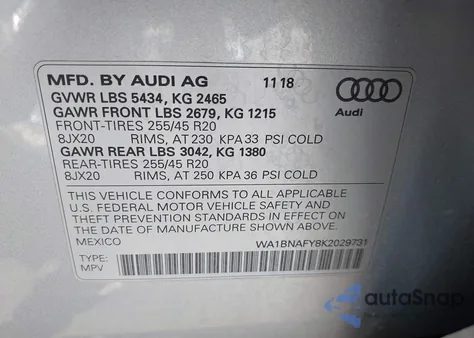 MFD. BY AUDI AG 11 18
GVWR LBS 5434, KG 2465
GAWR FRONT LBS 2679, KG 1215
FRONT-TIRES 255/45 R20
8JX20 RIMS, AT 230 KPA 33 PSI COLD
GAWR REAR LBS 3042, KG 1380
REAR-TIRES 255/45 R20
8JX20 RIMS, AT 250 KPA 36 PSI COLD
Audi
THIS VEHICLE CONFORMS TO ALL APPLICABLE
U.S. FEDERAL MOTOR VEHICLE SAFETY AND
THEFT PREVENTION STANDARDS IN EFFECT ON
THE DATE OF MANUFACTURE SHOWN ABOVE.
MEXICO WA1BNAFY8K2029731
TYPE:
MPV
autoSnap